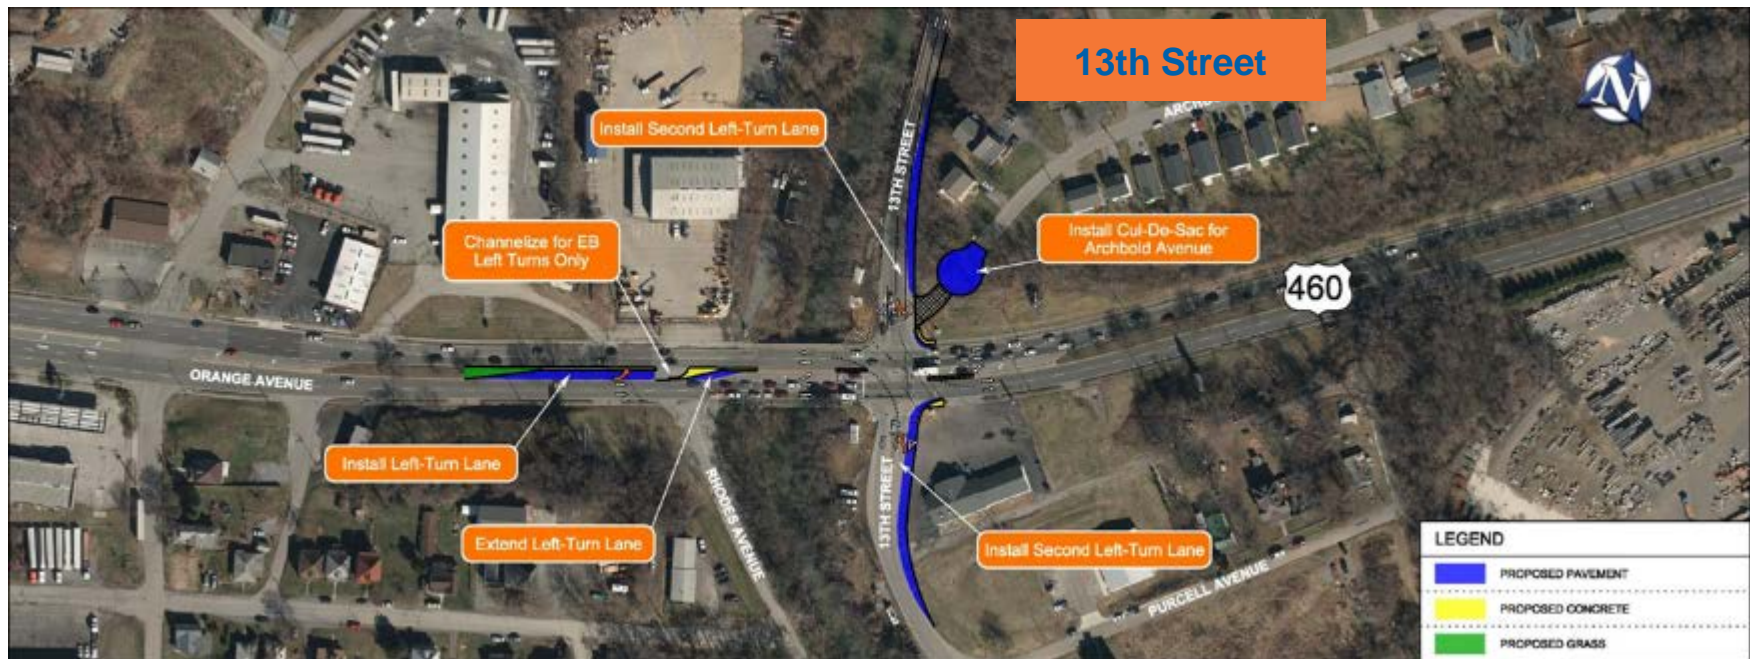 13th Street
N
ARCHB
Install Second Left-Turn Lane
13TH STREET
Channelize for EB
Left Turns Only
Install Cul-De-Sac for
Archbold Avenue
460
ORANGE AVENUE
Install Left-Turn Lane
RHODES AVENUE
13TH STREET
Extend Left-Turn Lane
Install Second Left-Turn Lane
PURCELL AVENUE
LEGEND
PROPOSED PAVEMENT
PROPOSED CONCRETE
PROPOSED GRASS